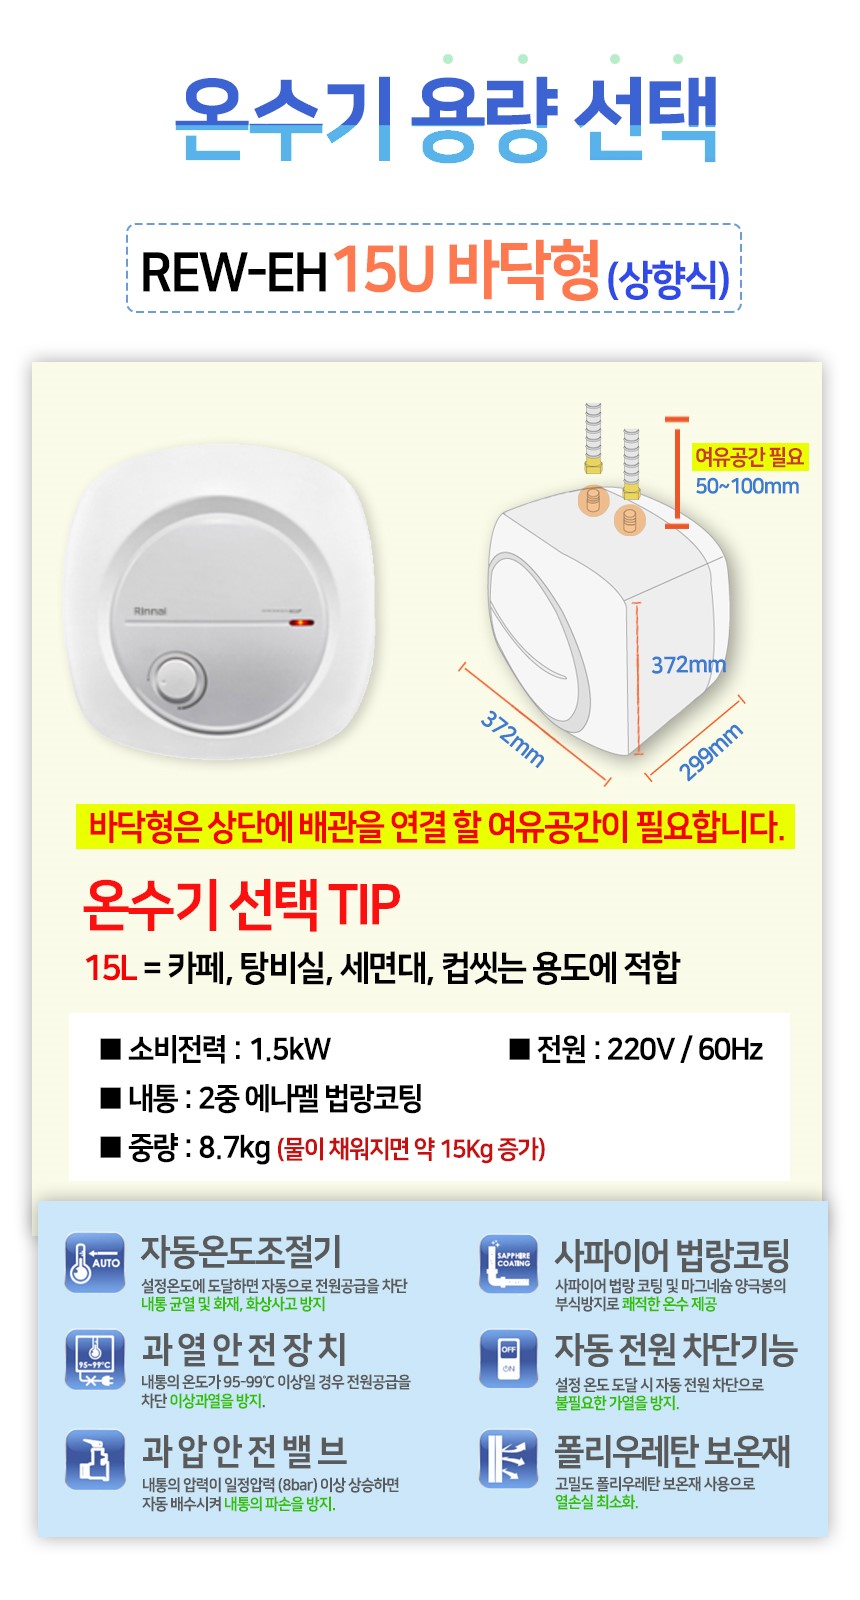 온수기 용량 선택
REW-EH 15U 바닥형 (상향식)
여유공간 필요
50~100mm
Rinnai
372mm
372mm
299mm
바닥형은 상단에 배관을 연결 할 여유공간이 필요합니다.
온수기 선택 TIP
15L = 카페, 탕비실, 세면대, 컵씻는 용도에 적합
■ 소비전력 : 1.5kW
■ 전원 : 220V / 60Hz
■ 내통 : 2중 에나멜 법랑코팅
■ 중량 : 8.7kg (물이 채워지면 약 15Kg 증가)
AUTO
자동온도조절기
설정온도에 도달하면 자동으로 전원공급을 차단
내통 균열 및 화재, 화상사고 방지
SAPPHIRE
COATING
사파이어 법랑코팅
사파이어 법랑 코팅 및 마그네슘 양극봉의
부식방지로 쾌적한 온수 제공
95~99℃
과열안전장치
내통의 온도가 95-99℃ 이상일 경우 전원공급을
차단 이상과열을 방지.
OFF
ON
자동 전원 차단기능
설정 온도 도달 시 자동 전원 차단으로
불필요한 가열을 방지.
과압안전밸브
내통의 압력이 일정압력 (8bar) 이상 상승하면
자동 배수시켜 내통의 파손을 방지.
폴리우레탄 보온재
고밀도 폴리우레탄 보온재 사용으로
열손실 최소화.